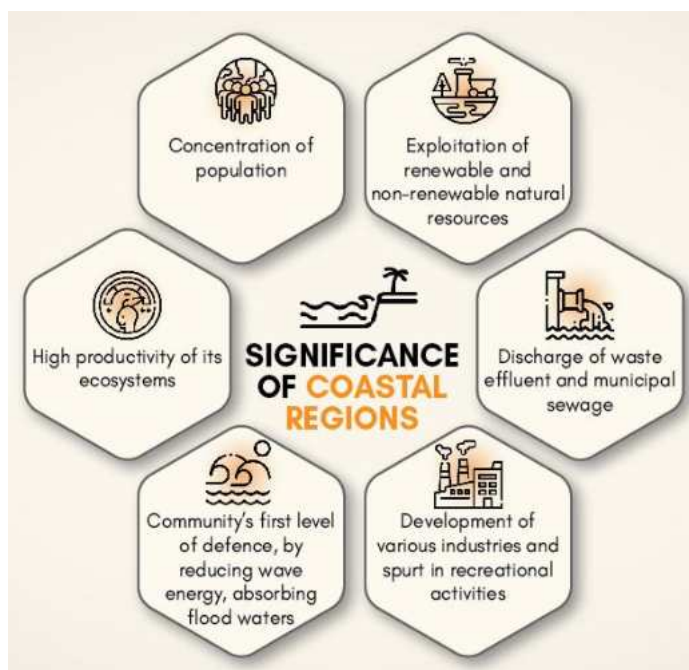 Concentration of
population
Exploitation of
renewable and
non-renewable natural
resources
High productivity of its
ecosystems
SIGNIFICANCE
OF COASTAL
REGIONS
Discharge of waste
effluent and municipal
sewage
Community's first level
of defence, by
reducing wave
energy, absorbing
flood waters
Development of
various industries and
spurt in recreational
activities